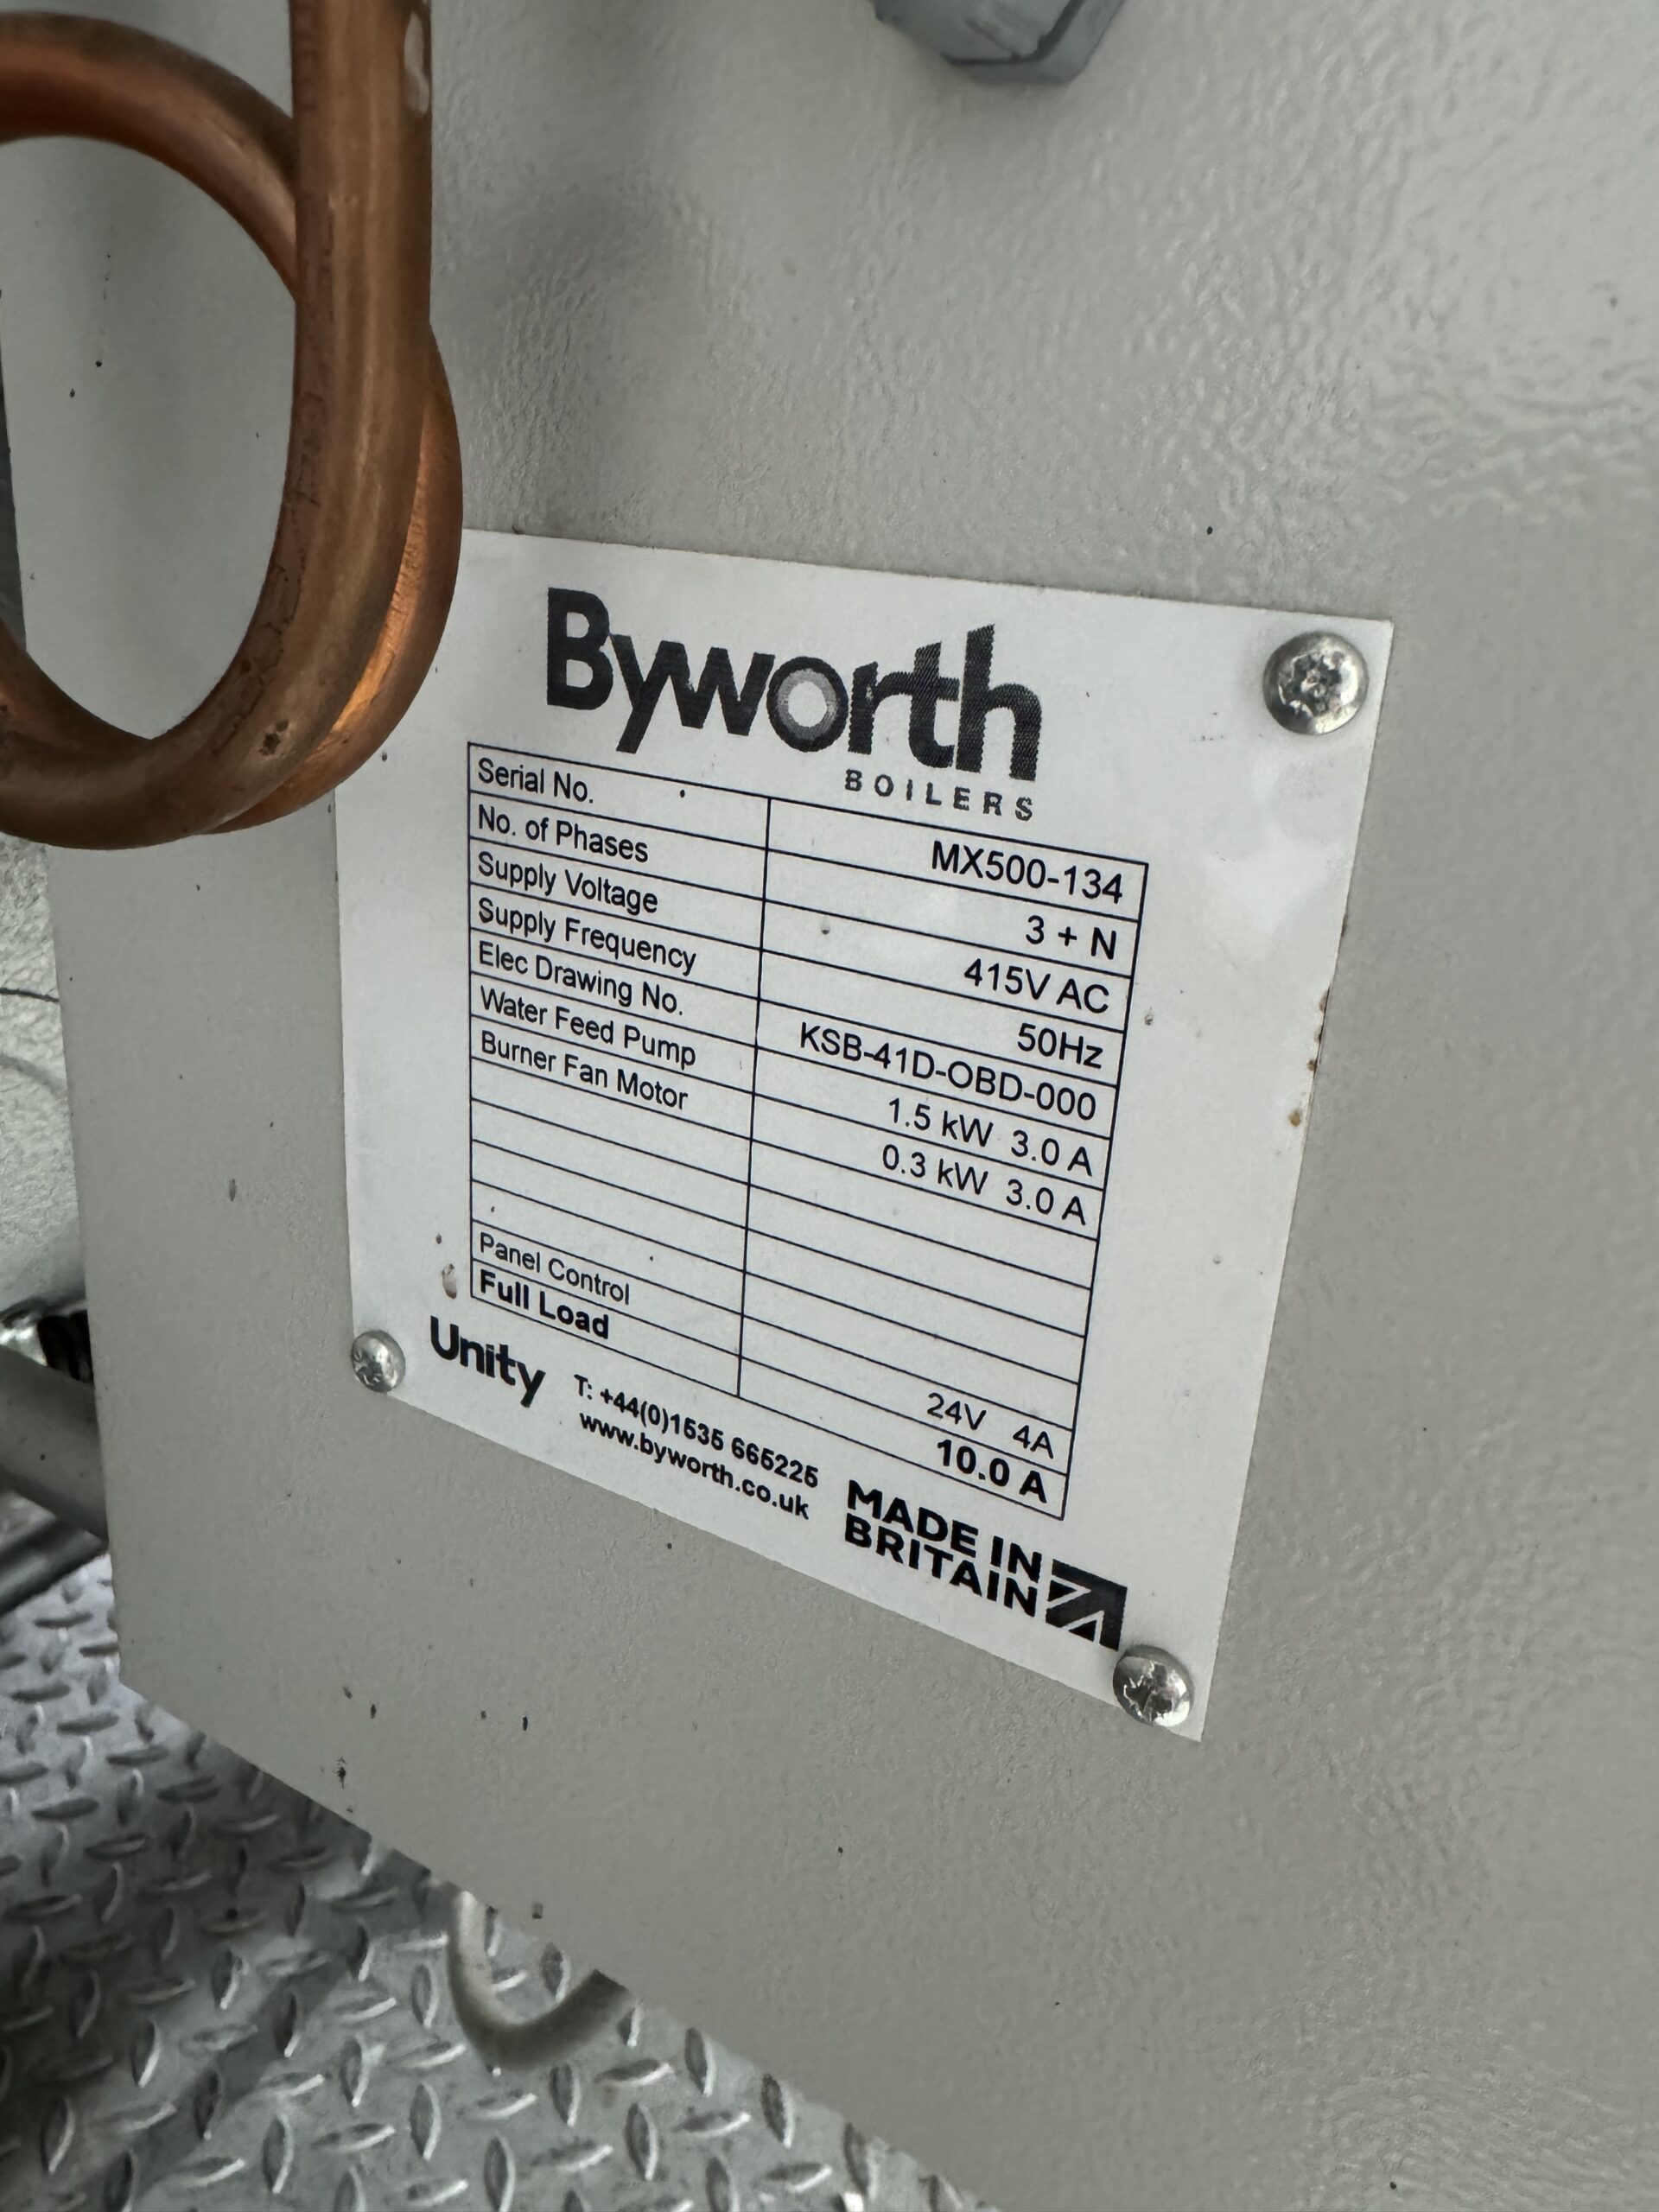 Byworth
BOILERS
Serial No. MX500-134
No. of Phases 3 + N
Supply Voltage 415V AC
Supply Frequency 50Hz
Elec Drawing No. KSB-41D-OBD-000
Water Feed Pump 1.5 kW 3.0 A
Burner Fan Motor 0.3 kW 3.0 A
Panel Control 24V 4A
Full Load 10.0 A
Unity
T: +44(0)1535 665225
www.byworth.co.uk
MADE IN
BRITAIN